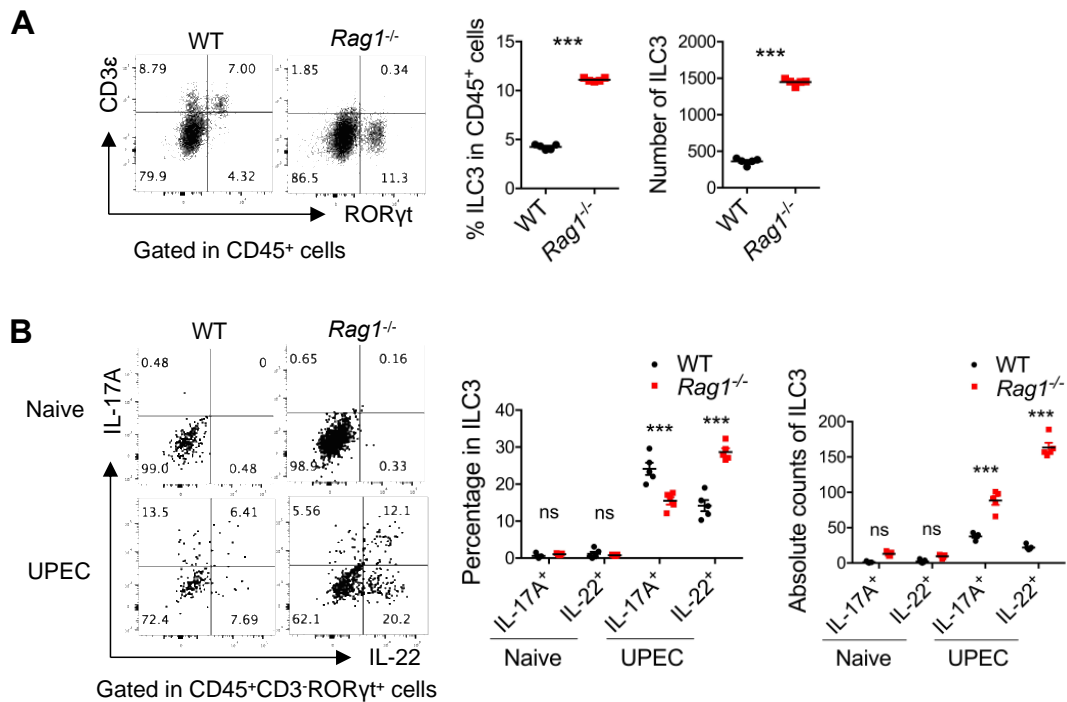 A
WT
Rag1-/-
CD3ε
8.79
7.00
1.85
0.34
79.9
4.32
86.5
11.3
RORγt
Gated in CD45+ cells
% ILC3 in CD45+ cells
15
10
5
0
***
WT
Rag1-/-
Number of ILC3
2000
1500
1000
500
0
***
WT
Rag1-/-
B
WT
Rag1-/-
IL-17A
Naive
0.48
0
0.65
0.16
99.0
0.48
98.9
0.33
UPEC
13.5
6.41
5.56
12.1
72.4
7.69
62.1
20.2
IL-22
Gated in CD45+CD3-RORγt+ cells
WT
Rag1-/-
Percentage in ILC3
40
30
20
10
0
ns
ns
***
***
IL-17A+
IL-22+
IL-17A+
IL-22+
Naive
UPEC
WT
Rag1-/-
Absolute counts of ILC3
200
150
100
50
0
ns
ns
***
***
IL-17A+
IL-22+
IL-17A+
IL-22+
Naive
UPEC